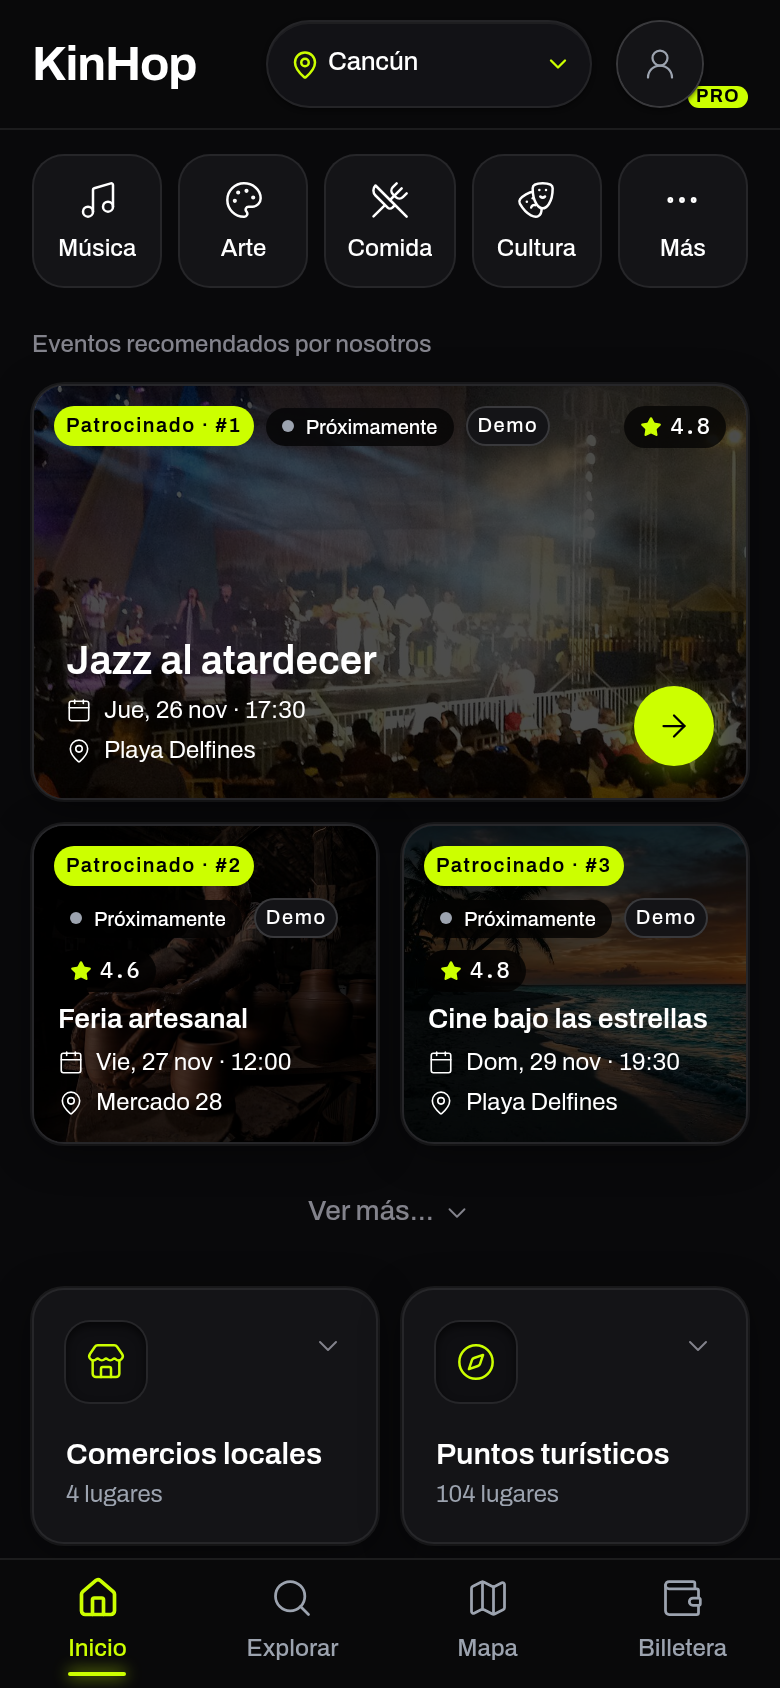 KinHop
Cancún
PRO
Música
Arte
Comida
Cultura
Más
Eventos recomendados por nosotros
Patrocinado · #1
Próximamente
Demo
4.8
Jazz al atardecer
Jue, 26 nov · 17:30
Playa Delfines
Patrocinado · #2
Próximamente
Demo
4.6
Feria artesanal
Vie, 27 nov · 12:00
Mercado 28
Patrocinado · #3
Próximamente
Demo
4.8
Cine bajo las estrellas
Dom, 29 nov · 19:30
Playa Delfines
Ver más...
Comercios locales
4 lugares
Puntos turísticos
104 lugares
Inicio
Explorar
Mapa
Billetera